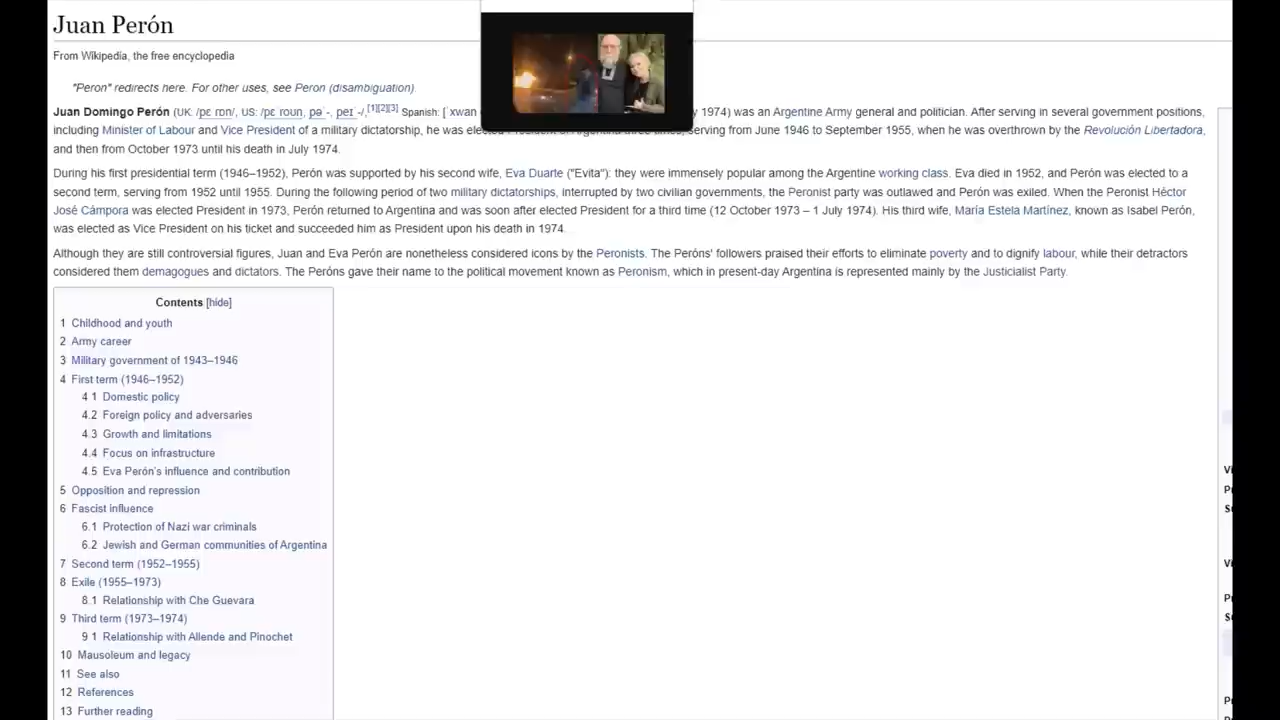 Juan Perón
From Wikipedia, the free encyclopedia
"Peron" redirects here. For other uses, see Peron (disambiguation).
Juan Domingo Perón (UK: /pɛˈrɒn/, US: /pɛˈroʊn, pəˈ-, peɪˈ-/,[1][2][3] Spanish: [ˈxwan 1974) was an Argentine Army general and politician. After serving in several government positions,
including Minister of Labour and Vice President of a military dictatorship, he was elected President of Argentina three times, serving from June 1946 to September 1955, when he was overthrown by the Revolución Libertadora,
and then from October 1973 until his death in July 1974.
During his first presidential term (1946–1952), Perón was supported by his second wife, Eva Duarte ("Evita"): they were immensely popular among the Argentine working class. Eva died in 1952, and Perón was elected to a
second term, serving from 1952 until 1955. During the following period of two military dictatorships, interrupted by two civilian governments, the Peronist party was outlawed and Perón was exiled. When the Peronist Héctor
José Cámpora was elected President in 1973, Perón returned to Argentina and was soon after elected President for a third time (12 October 1973 – 1 July 1974). His third wife, María Estela Martínez, known as Isabel Perón,
was elected as Vice President on his ticket and succeeded him as President upon his death in 1974.
Although they are still controversial figures, Juan and Eva Perón are nonetheless considered icons by the Peronists. The Peróns' followers praised their efforts to eliminate poverty and to dignify labour, while their detractors
considered them demagogues and dictators. The Peróns gave their name to the political movement known as Peronism, which in present-day Argentina is represented mainly by the Justicialist Party.
Contents [hide]
1 Childhood and youth
2 Army career
3 Military government of 1943–1946
4 First term (1946–1952)
4.1 Domestic policy
4.2 Foreign policy and adversaries
4.3 Growth and limitations
4.4 Focus on infrastructure
4.5 Eva Perón's influence and contribution
5 Opposition and repression
6 Fascist influence
6.1 Protection of Nazi war criminals
6.2 Jewish and German communities of Argentina
7 Second term (1952–1955)
8 Exile (1955–1973)
8.1 Relationship with Che Guevara
9 Third term (1973–1974)
9.1 Relationship with Allende and Pinochet
10 Mausoleum and legacy
11 See also
12 References
13 Further reading